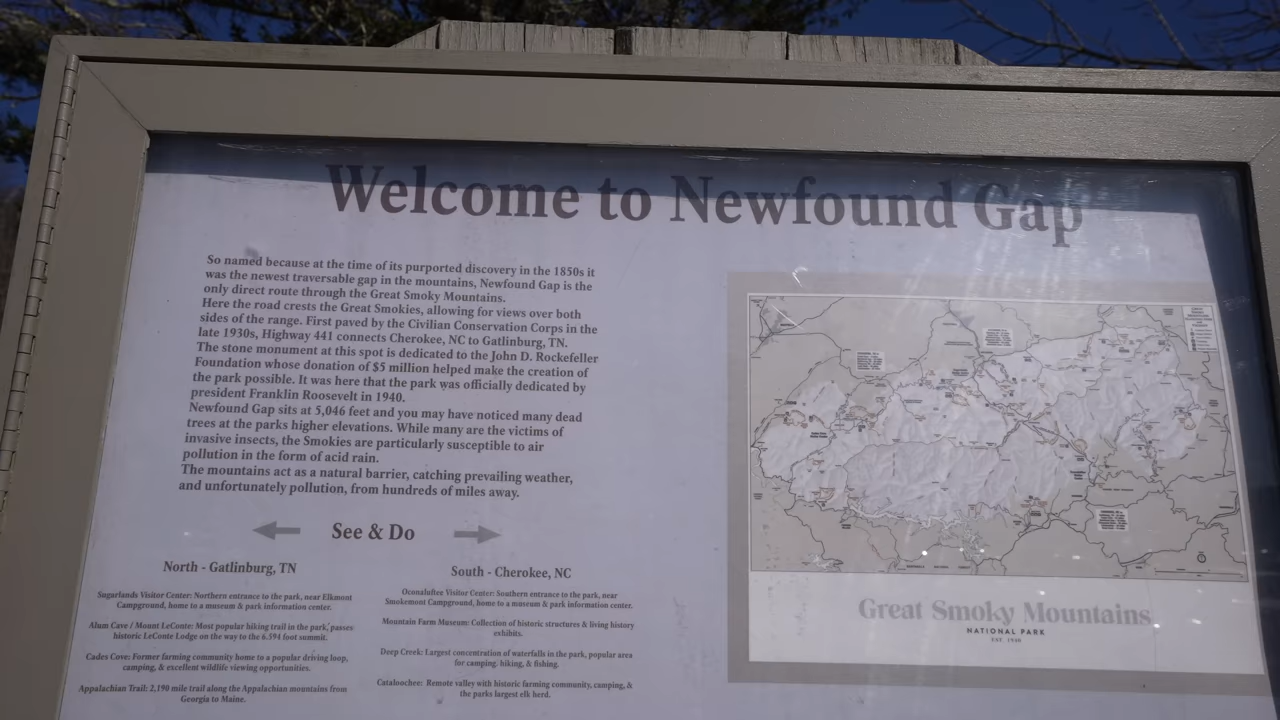 Welcome to Newfound Gap
So named because at the time of its purported discovery in the 1850s it
was the newest traversable gap in the mountains, Newfound Gap is the
only direct route through the Great Smoky Mountains.
Here the road crests the Great Smokies, allowing for views over both
sides of the range. First paved by the Civilian Conservation Corps in the
late 1930s, Highway 441 connects Cherokee, NC to Gatlinburg, TN.
The stone monument at this spot is dedicated to the John D. Rockefeller
Foundation whose donation of $5 million helped make the creation of
the park possible. It was here that the park was officially dedicated by
president Franklin Roosevelt in 1940.
Newfound Gap sits at 5,046 feet and you may have noticed many dead
trees at the parks higher elevations. While many are the victims of
invasive insects, the Smokies are particularly susceptible to air
pollution in the form of acid rain.
The mountains act as a natural barrier, catching prevailing weather,
and unfortunately pollution, from hundreds of miles away.
See & Do
North - Gatlinburg, TN
Sugarlands Visitor Center: Northern entrance to the park, near Elkmont
Campground, home to a museum & park information center.
Alum Cave / Mount LeConte: Most popular hiking trail in the park, passes
historic LeConte Lodge on the way to the 6,594 foot summit.
Cades Cove: Former farming community home to a popular driving loop,
camping, & excellent wildlife viewing opportunities.
Appalachian Trail: 2,190 mile trail along the Appalachian mountains from
Georgia to Maine.
South - Cherokee, NC
Oconaluftee Visitor Center: Southern entrance to the park, near
Smokemont Campground, home to a museum & park information center.
Mountain Farm Museum: Collection of historic structures & living history
exhibits.
Deep Creek: Largest concentration of waterfalls in the park, popular area
for camping, hiking, & fishing.
Cataloochee: Remote valley with historic farming community, camping, &
the parks largest elk herd.
Great Smoky Mountains
NATIONAL PARK
EST. 1940